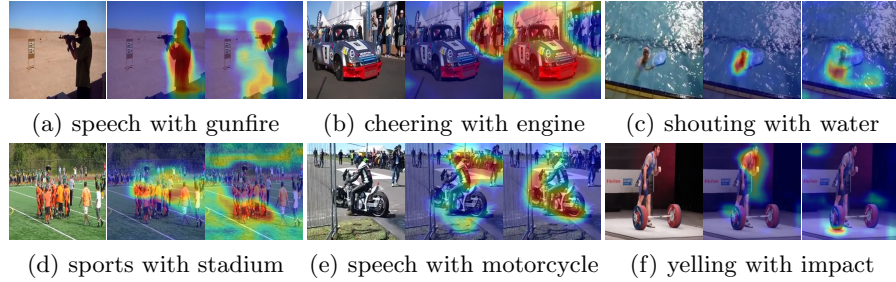 (a) speech with gunfire (b) cheering with engine (c) shouting with water
(d) sports with stadium (e) speech with motorcycle (f) yelling with impact